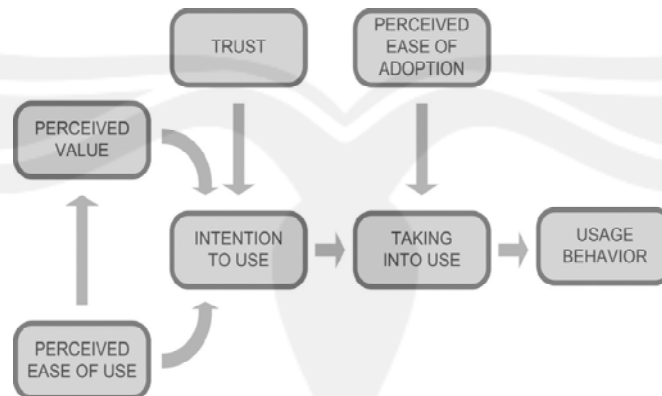 TRUST
PERCEIVED
EASE OF
ADOPTION
PERCEIVED
VALUE
INTENTION
TO USE
TAKING
INTO USE
USAGE
BEHAVIOR
PERCEIVED
EASE OF USE